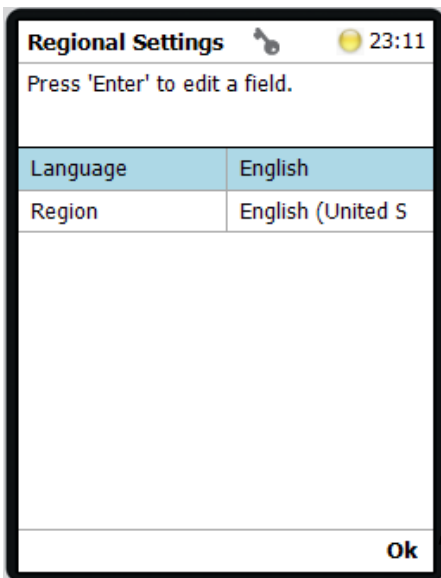 Regional Settings 23:11
Press 'Enter' to edit a field.
Language English
Region English (United S
Ok